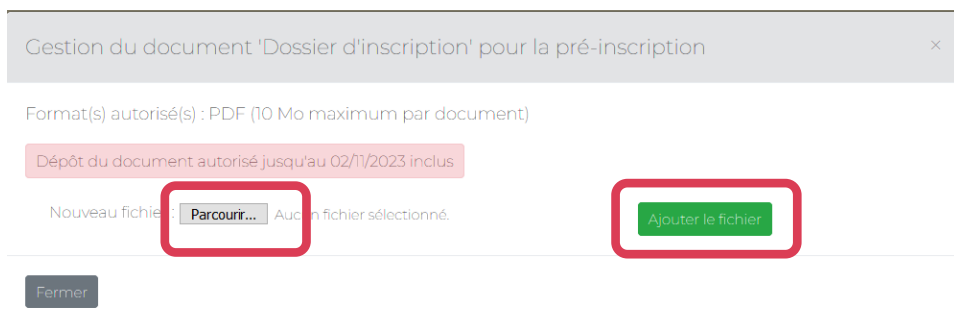 Gestion du document 'Dossier d'inscription' pour la pré-inscription ×
Format(s) autorisé(s) : PDF (10 Mo maximum par document)
Dépôt du document autorisé jusqu'au 02/11/2023 inclus
Nouveau fichier : Parcourir... Aucun fichier sélectionné. Ajouter le fichier
Fermer